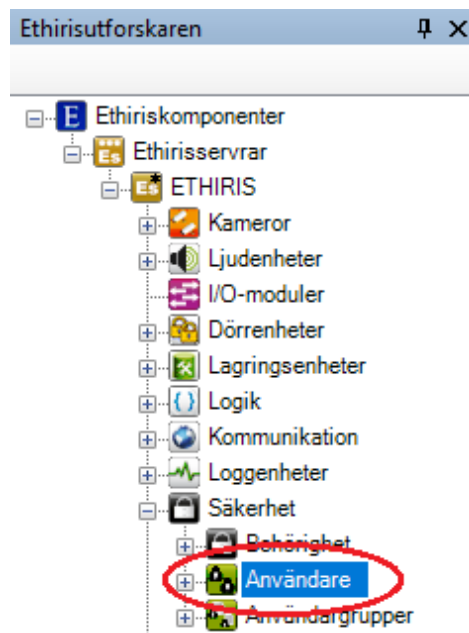 Ethirisutforskaren
Ethiriskomponenter
Ethirisservrar
ETHIRIS
Kameror
Ljudenheter
I/O-moduler
Dörrenheter
Lagringsenheter
Logik
Kommunikation
Loggenheter
Säkerhet
Behörighet
Användare
Användargrupper